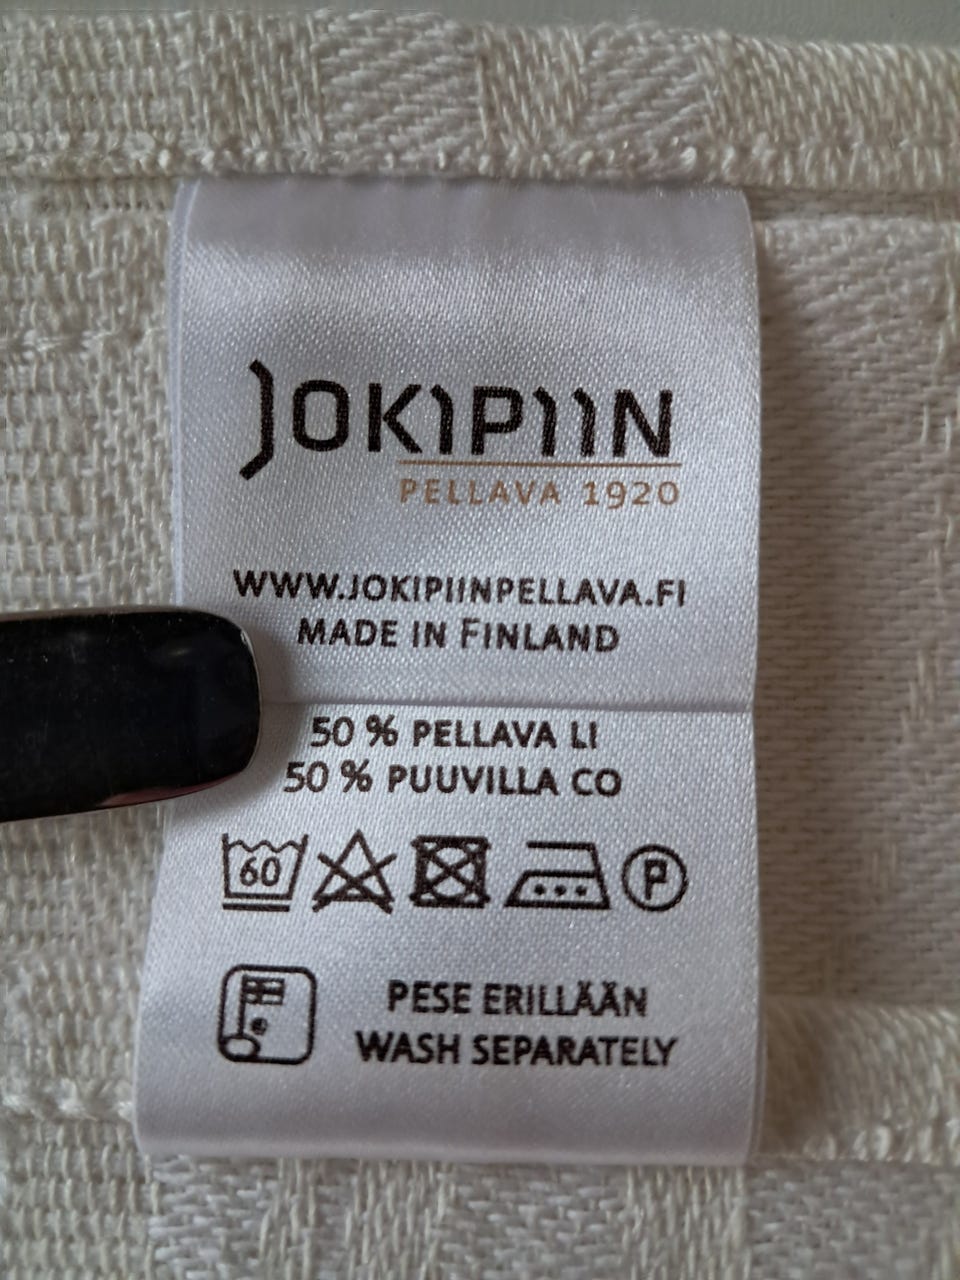 JOKIPIIN
PELLAVA 1920
WWW.JOKIPIINPELLAVA.FI
MADE IN FINLAND
50 % PELLAVA LI
50 % PUUVILLA CO
60 P
PESE ERILLÄÄN
WASH SEPARATELY